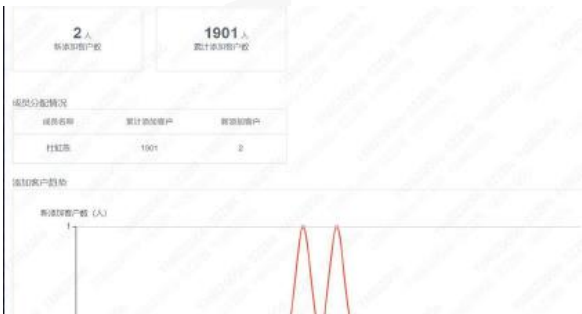 2人 1901人
新添加客户数 累计添加客户数
成员分配情况
成员名称 累计添加客户 新添加客户
1901 2
添加客户趋势
新添加客户数 (人)
1